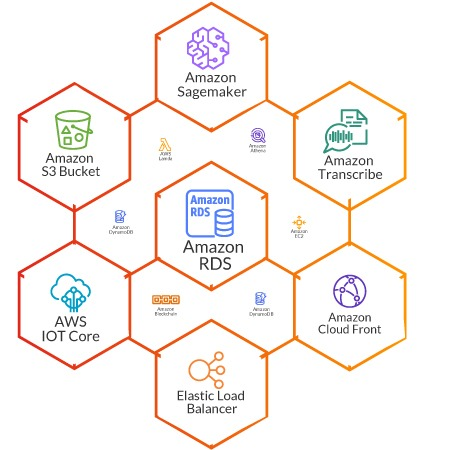 Amazon
Sagemaker
Amazon
S3 Bucket
AWS
Lamda
Amazon
Athena
Amazon
Transcribe
Amazon
RDS
Amazon
RDS
Amazon
DynamoDB
Amazon
EC2
AWS
IOT Core
Amazon
Blockchain
Amazon
DynamoDB
Amazon
Cloud Front
Elastic Load
Balancer